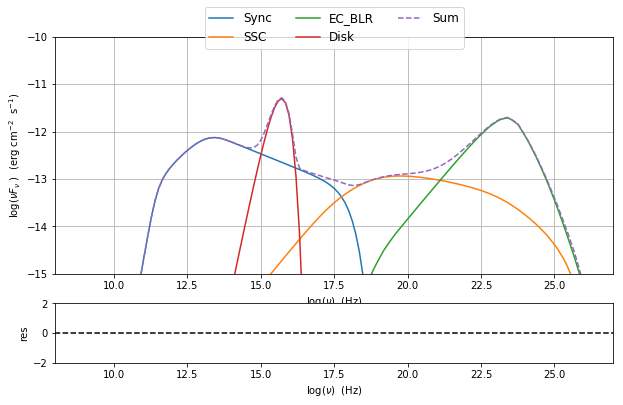 Sync EC_BLR Sum
SSC Disk
−10
−11
−12
−13
−14
−15
log(νFν ) (erg cm⁻² s⁻¹)
10.0 12.5 15.0 17.5 20.0 22.5 25.0
log(ν) (Hz)
2
0
−2
res
10.0 12.5 15.0 17.5 20.0 22.5 25.0
log(ν) (Hz)